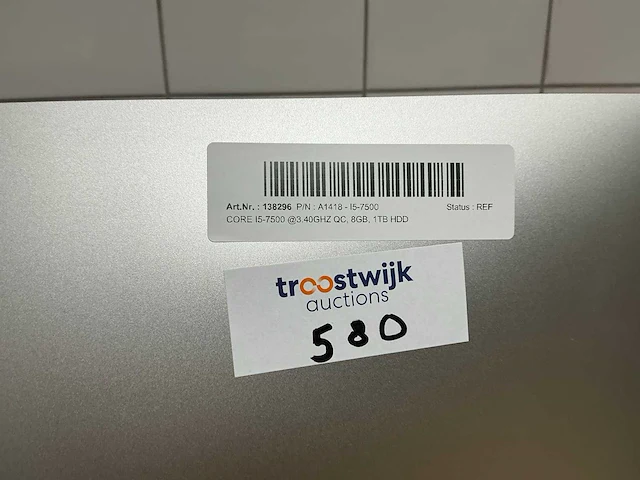 Art.Nr. : 138296 P/N : A1418 - I5-7500 Status : REF
CORE I5-7500 @3.40GHZ QC, 8GB, 1TB HDD
troostwijk
auctions
580